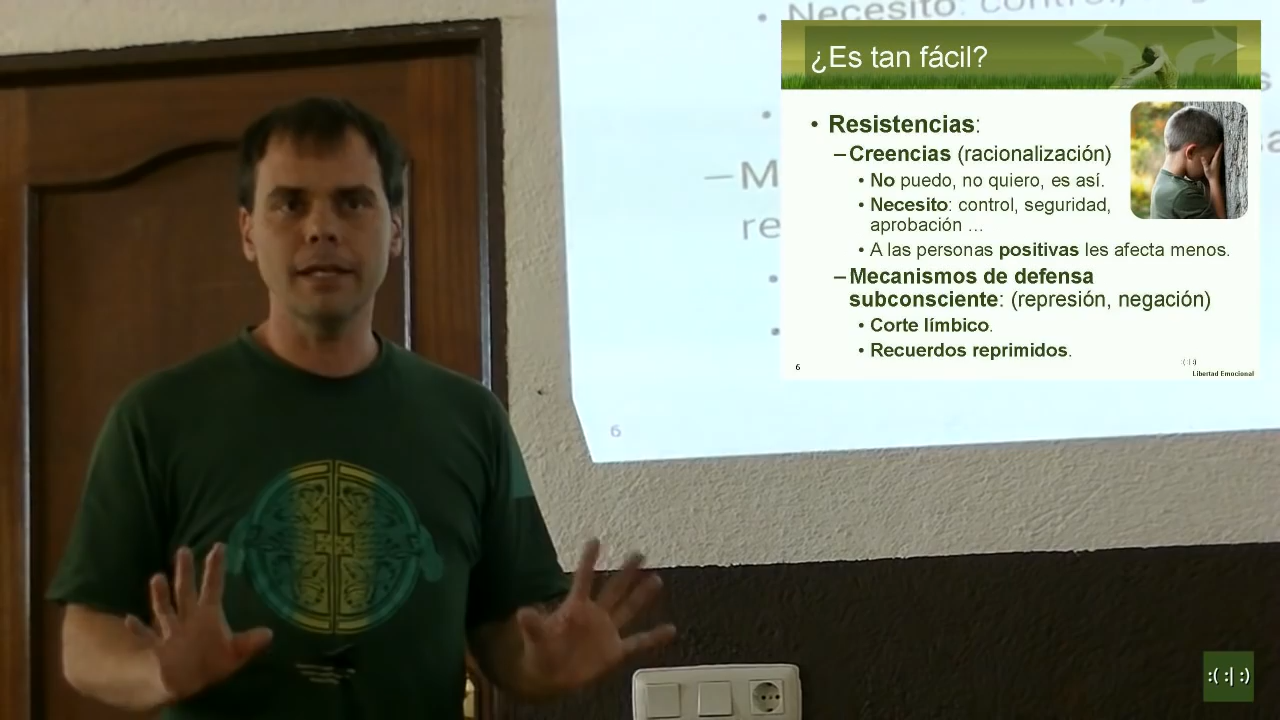 Necesito: control,
¿Es tan fácil?
• Resistencias:
–Creencias (racionalización)
• No puedo, no quiero, es así.
• Necesito: control, seguridad,
aprobación ...
• A las personas positivas les afecta menos.
–Mecanismos de defensa
subconsciente: (represión, negación)
• Corte límbico.
• Recuerdos reprimidos.
6
:(:|:)
Libertad Emocional
–M
re
6
:(:|:)